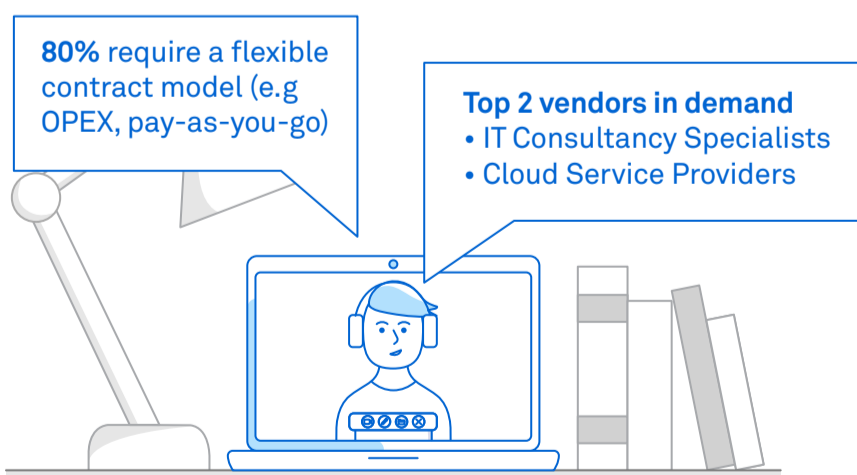 80% require a flexible
contract model (e.g
OPEX, pay-as-you-go)
Top 2 vendors in demand
• IT Consultancy Specialists
• Cloud Service Providers